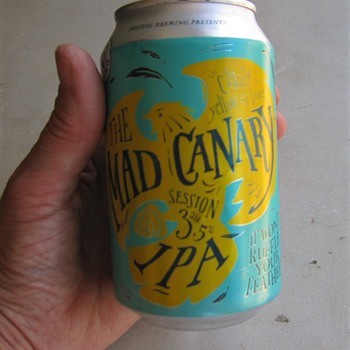 BREWING PRESENTS
THE
MAD CANARY
SESSION
3.5%
IPA
IT WON'T
RUFFLE
YOUR
FEATHERS